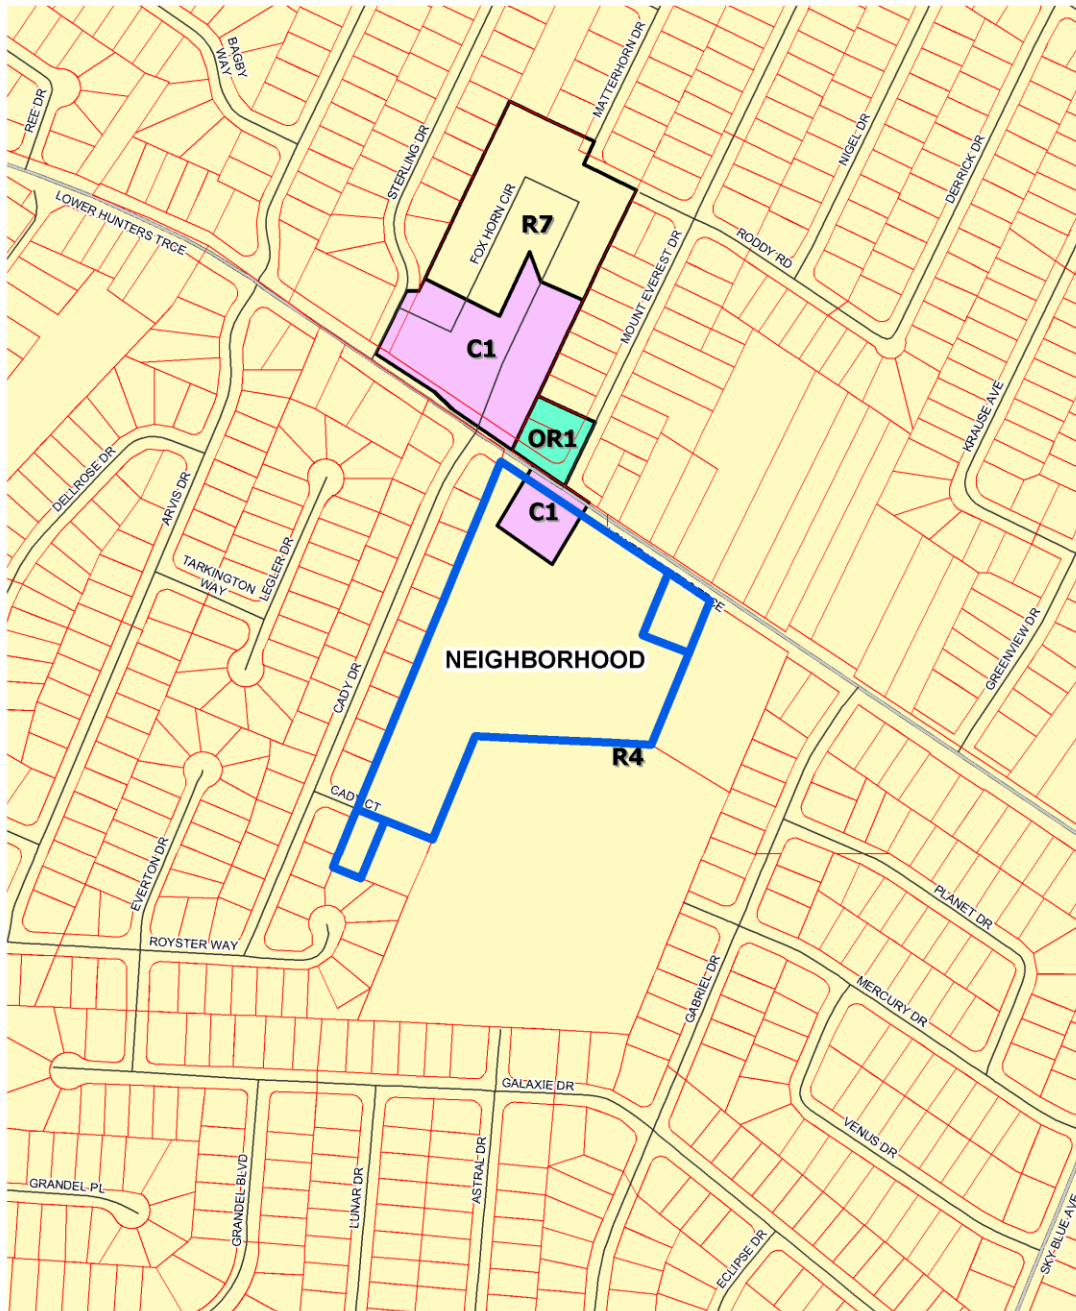 BAGBY
WAY
MATTERHORN DR
REE DR
STERLING DR
NIGEL DR
DERRICK DR
LOWER HUNTERS TRCE
FOX HORN CIR
R7
RODDY RD
MOUNT EVEREST DR
C1
KRAUSE AVE
OR1
DELLROSE DR
ARVIS DR
C1
LEGLER DR
TARKINGTON
WAY
TRCE
GREENVIEW DR
NEIGHBORHOOD
CADY DR
R4
CADY CT
EVERTON DR
PLANET DR
ROYSTER WAY
GABRIEL DR
MERCURY DR
GALAXIE DR
VENUS DR
ASTRAL DR
LUNAR DR
GRANDEL BLVD
GRANDEL PL
ECLIPSE DR
SKY BLUE AVE